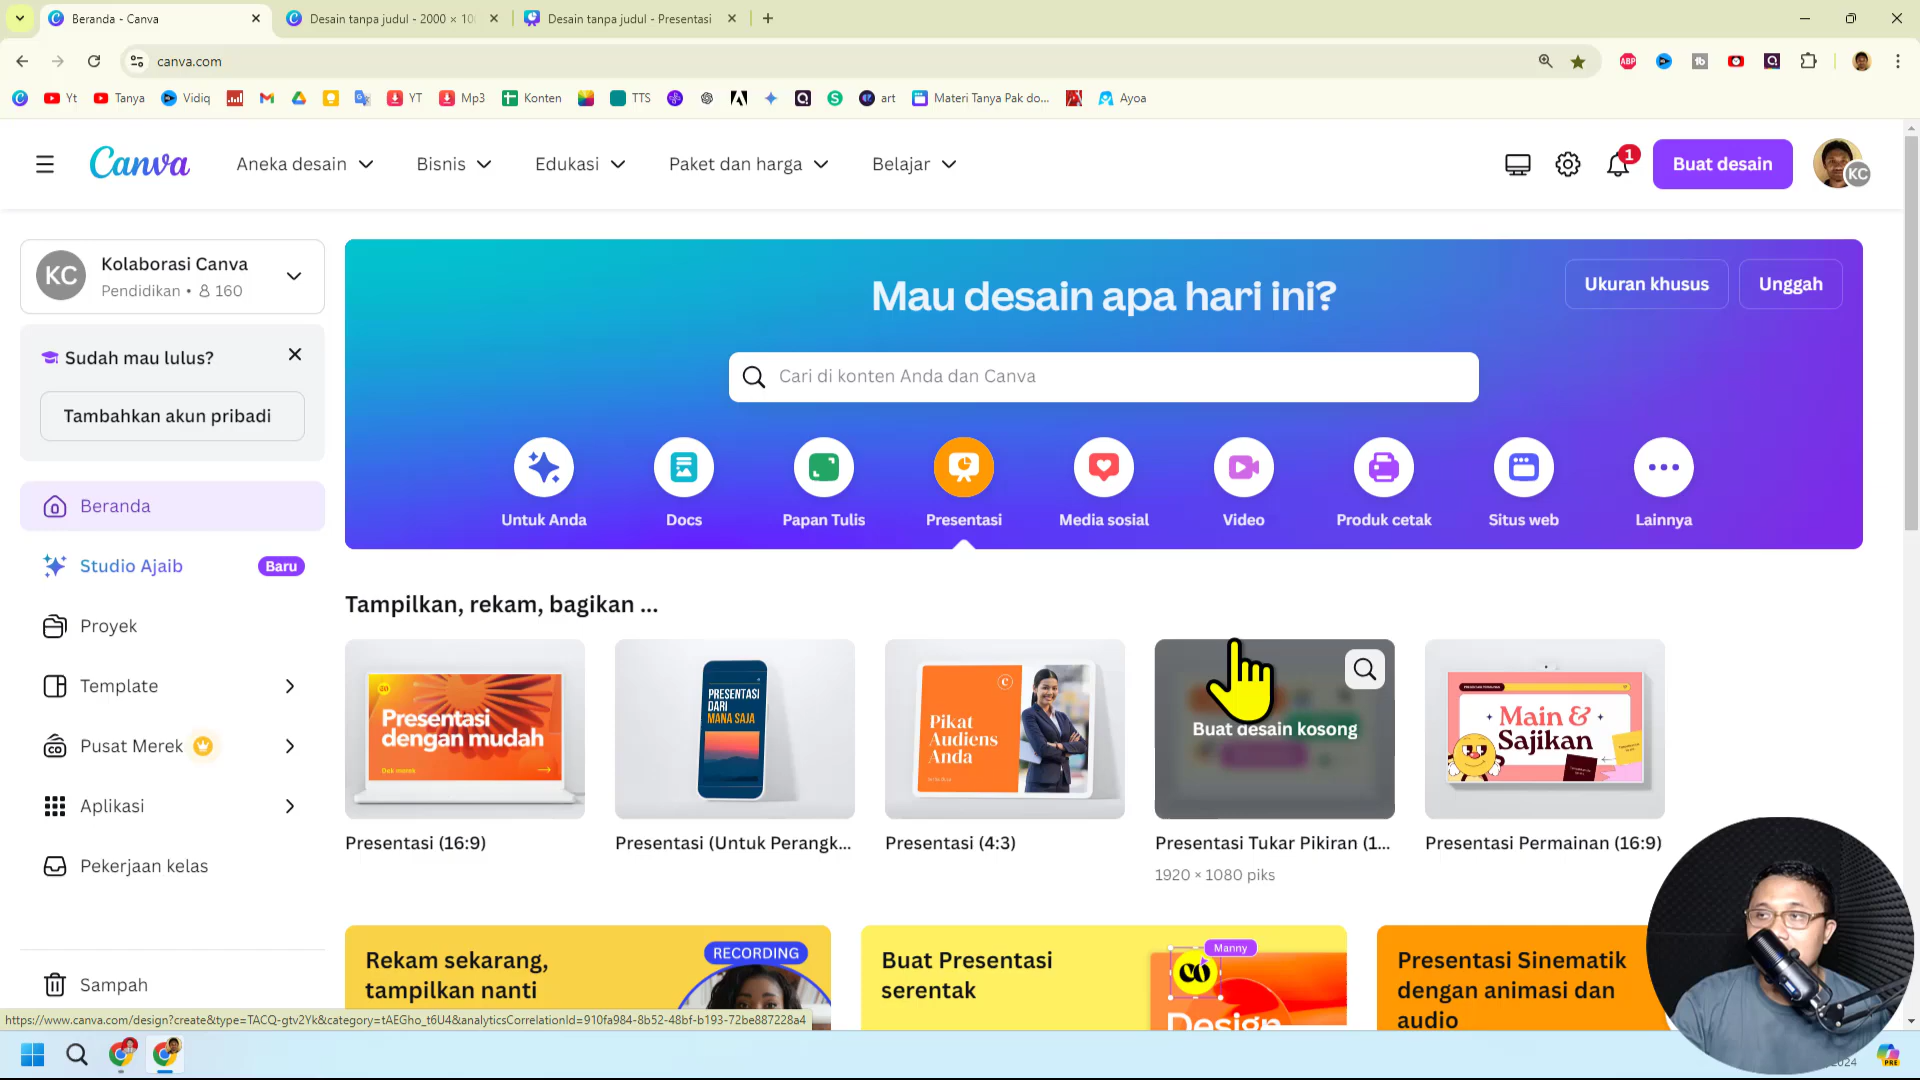 Beranda - Canva
Desain tanpa judul - 2000 × 10
Desain tanpa judul - Presentasi
canva.com
ABP
Yt
Tanya
Vidiq
YT
Mp3
Konten
TTS
art
Materi Tanya Pak do...
Ayoa
Canva
Aneka desain
Bisnis
Edukasi
Paket dan harga
Belajar
1
Buat desain
KC
KC
Kolaborasi Canva
Pendidikan • 160
Sudah mau lulus?
Tambahkan akun pribadi
Beranda
Studio Ajaib
Baru
Proyek
Template
Pusat Merek
Aplikasi
Pekerjaan kelas
Sampah
Mau desain apa hari ini?
Ukuran khusus
Unggah
Cari di konten Anda dan Canva
Untuk Anda
Docs
Papan Tulis
Presentasi
Media sosial
Video
Produk cetak
Situs web
Lainnya
Tampilkan, rekam, bagikan ...
Presentasi
dengan mudah
PRESENTASI
DARI
MANA SAJA
Pikat
Audiens
Anda
Buat desain kosong
Main &
Sajikan
Presentasi (16:9)
Presentasi (Untuk Perangk...
Presentasi (4:3)
Presentasi Tukar Pikiran (1...
1920 × 1080 piks
Presentasi Permainan (16:9)
Rekam sekarang,
tampilkan nanti
RECORDING
Buat Presentasi
serentak
Manny
co
Design
Presentasi Sinematik
dengan animasi dan
audio
https://www.canva.com/design?create&type=TACQ-gtv2Yk&category=tAEGho_t6U4&analyticsCorrelationId=910fa984-8b52-48bf-b193-72be887228a4
PRE